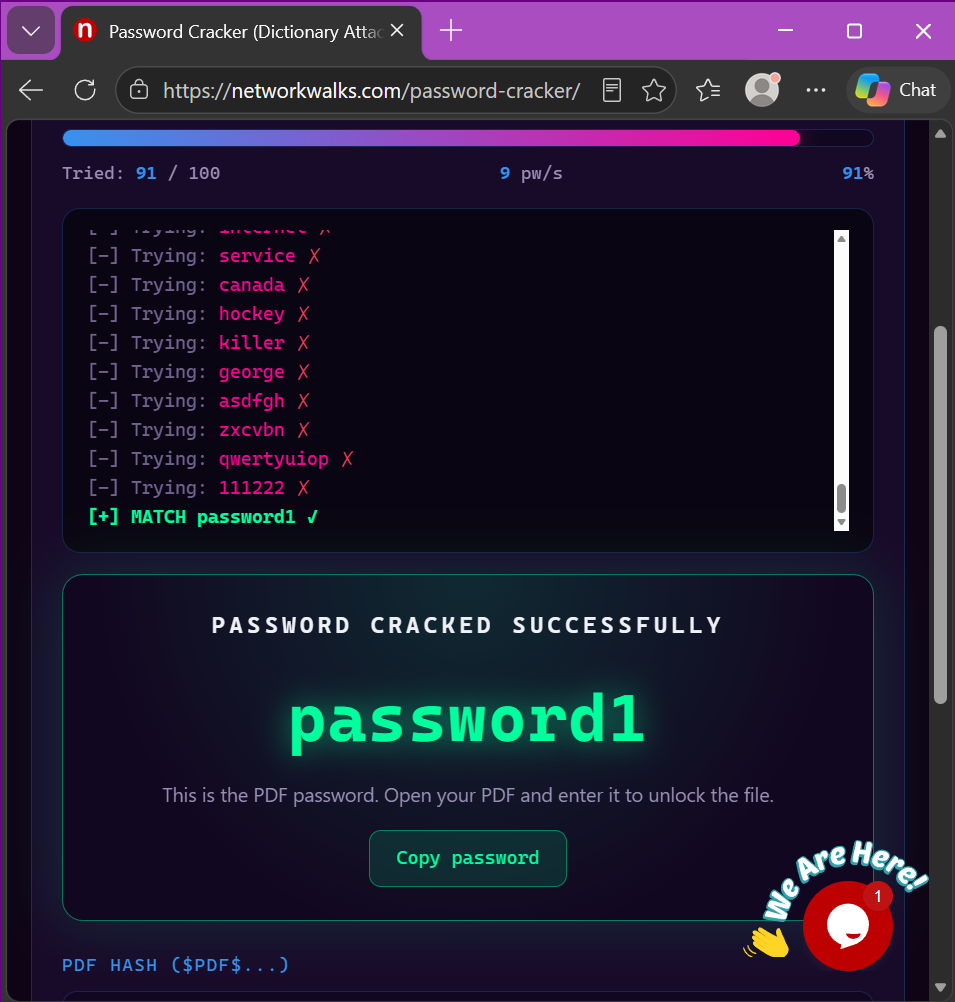 Password Cracker (Dictionary Atta
https://networkwalks.com/password-cracker/
Chat
Tried: 91 / 100
9 pw/s
91%
[-] Trying: internet ✗
[-] Trying: service ✗
[-] Trying: canada ✗
[-] Trying: hockey ✗
[-] Trying: killer ✗
[-] Trying: george ✗
[-] Trying: asdfgh ✗
[-] Trying: zxcvbn ✗
[-] Trying: qwertyuiop ✗
[-] Trying: 111222 ✗
[+] MATCH password1 ✓
PASSWORD CRACKED SUCCESSFULLY
password1
This is the PDF password. Open your PDF and enter it to unlock the file.
Copy password
We Are Here!
1
PDF HASH ($PDF$...)